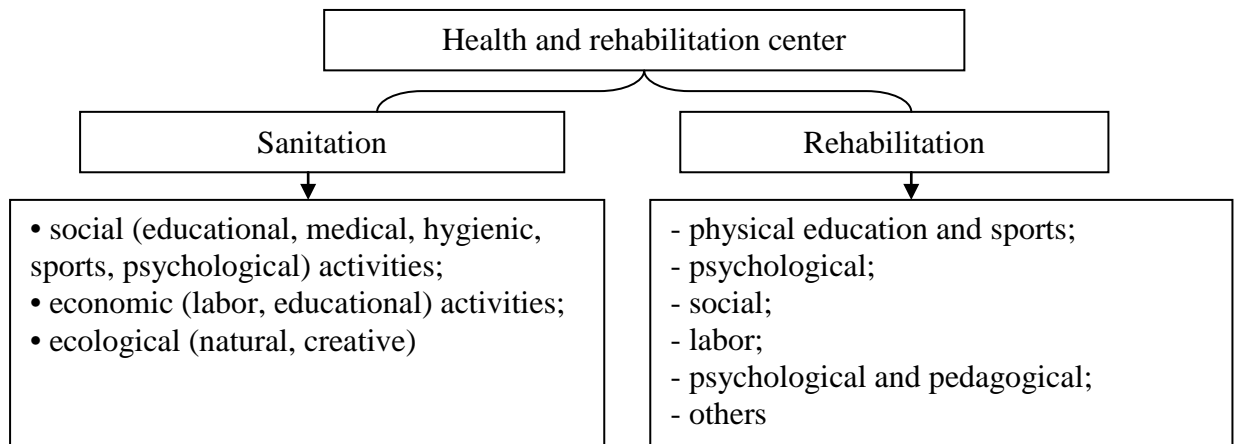 Health and rehabilitation center
Sanitation
Rehabilitation
• social (educational, medical, hygienic,
sports, psychological) activities;
• economic (labor, educational) activities;
• ecological (natural, creative)
- physical education and sports;
- psychological;
- social;
- labor;
- psychological and pedagogical;
- others